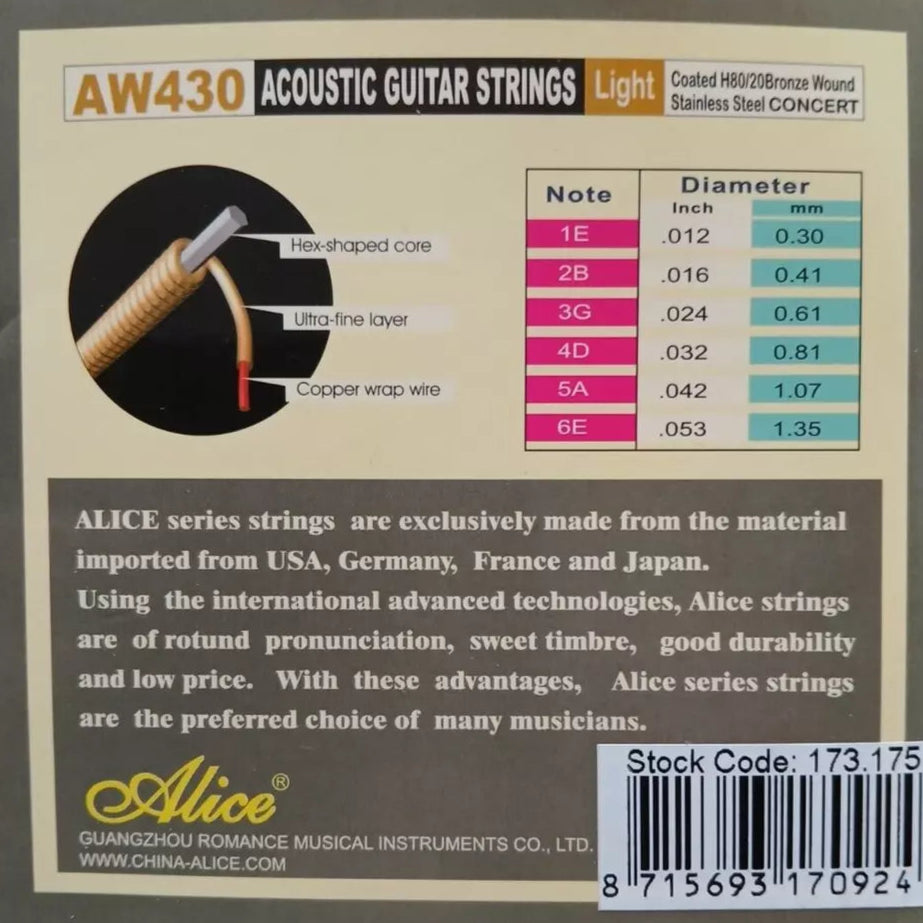 AW430 ACOUSTIC GUITAR STRINGS Light Coated H80/20Bronze Wound
Stainless Steel CONCERT
Hex-shaped core
Ultra-fine layer
Copper wrap wire
Note Diameter
Inch mm
1E .012 0.30
2B .016 0.41
3G .024 0.61
4D .032 0.81
5A .042 1.07
6E .053 1.35
ALICE series strings are exclusively made from the material
imported from USA, Germany, France and Japan.
Using the international advanced technologies, Alice strings
are of rotund pronunciation, sweet timbre, good durability
and low price. With these advantages, Alice series strings
are the preferred choice of many musicians.
Alice®
GUANGZHOU ROMANCE MUSICAL INSTRUMENTS CO., LTD.
WWW.CHINA-ALICE.COM
Stock Code: 173.175
8 715693 170924